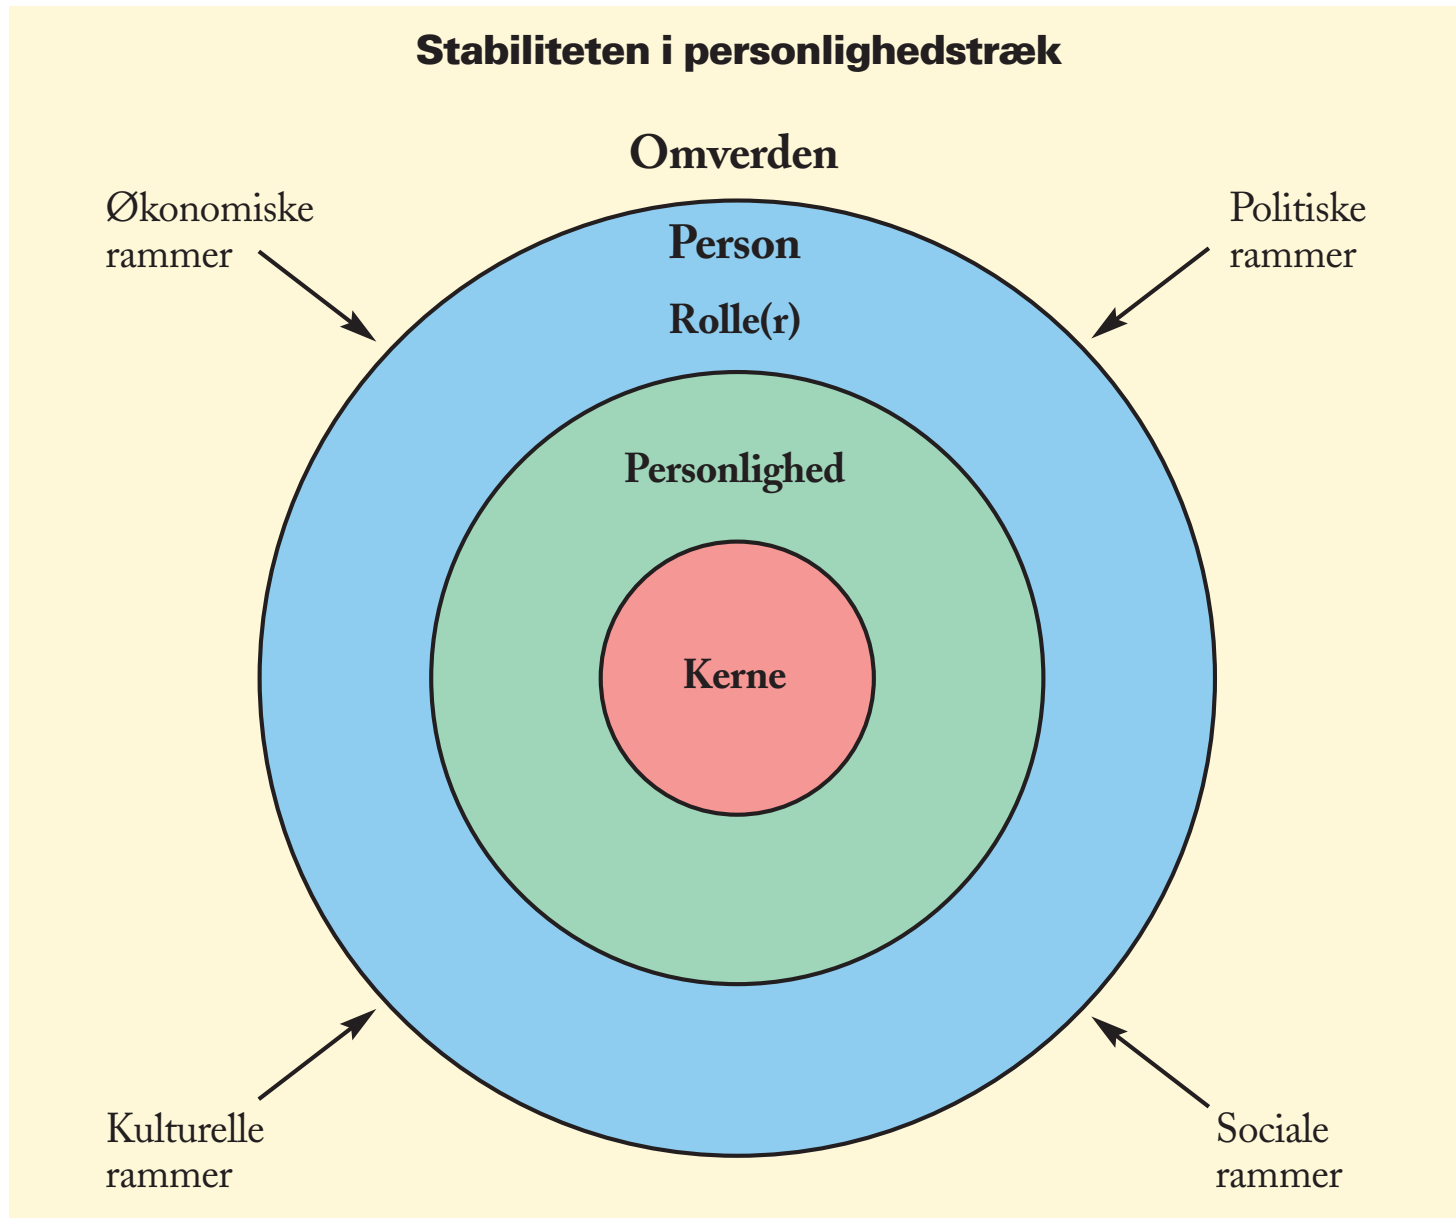 Stabiliteten i personlighedstræk
Omverden
Økonomiske
rammer
Politiske
rammer
Person
Rolle(r)
Personlighed
Kerne
Kulturelle
rammer
Sociale
rammer